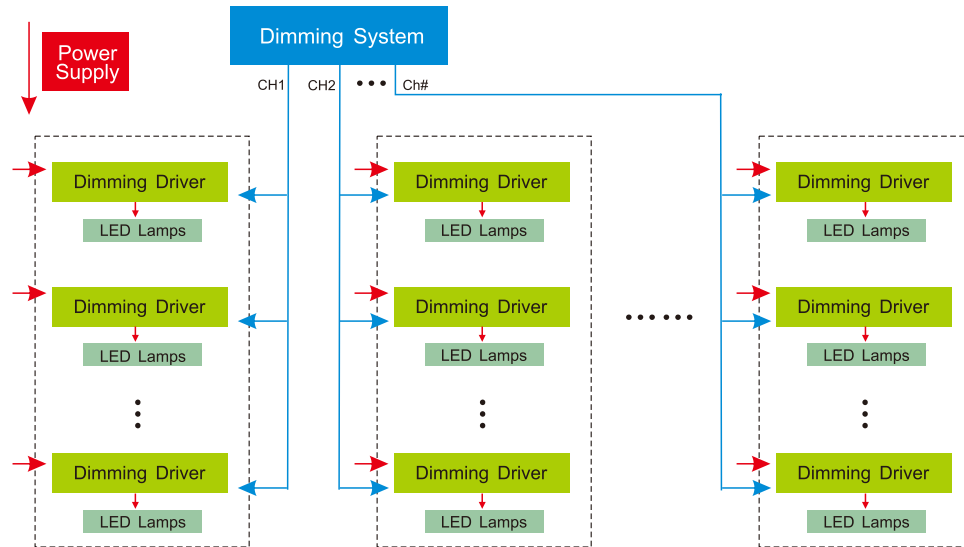 Power
Supply
Dimming System
CH1
CH2
Ch#
Dimming Driver
LED Lamps
Dimming Driver
LED Lamps
Dimming Driver
LED Lamps
Dimming Driver
LED Lamps
Dimming Driver
LED Lamps
Dimming Driver
LED Lamps
Dimming Driver
LED Lamps
Dimming Driver
LED Lamps
Dimming Driver
LED Lamps